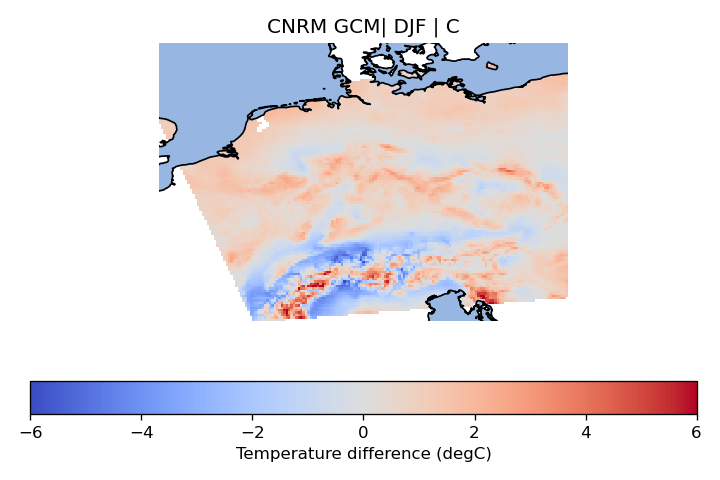 CNRM GCM| DJF | C
−6 −4 −2 0 2 4 6
Temperature difference (degC)